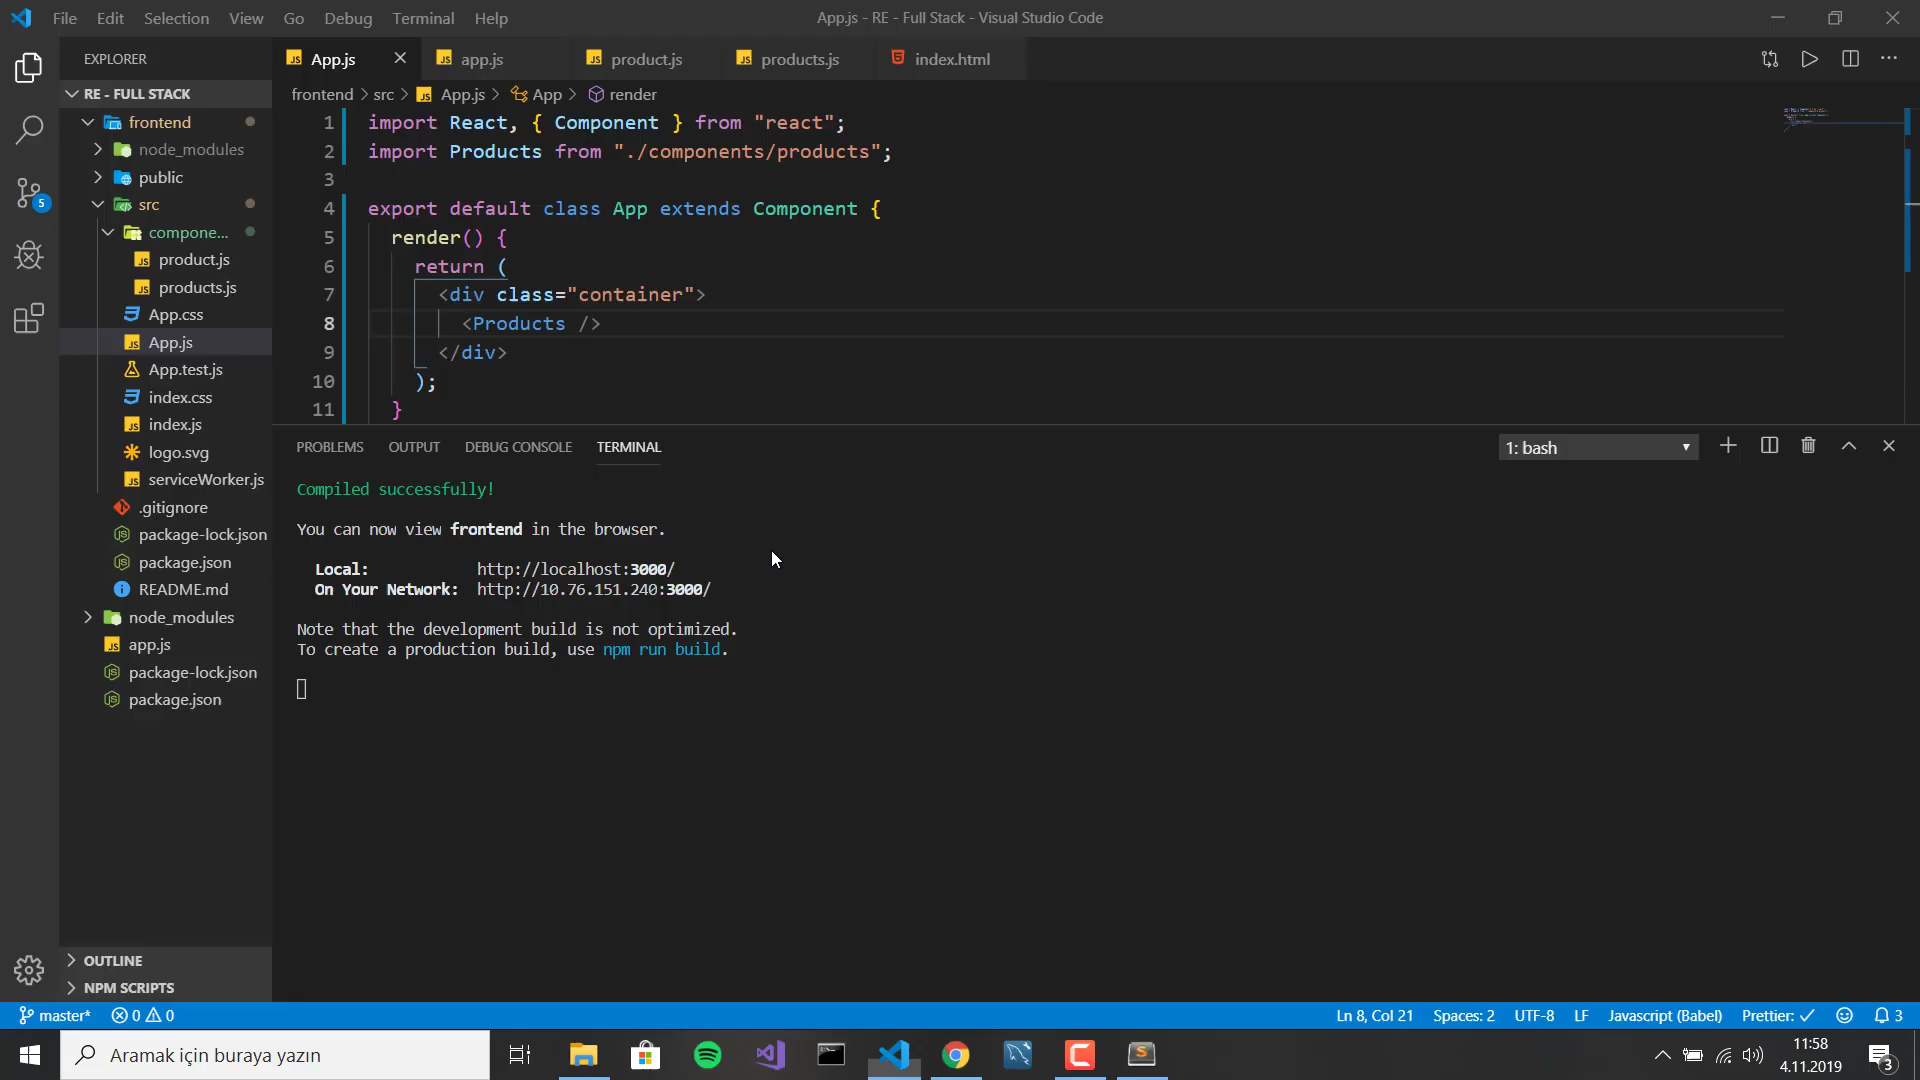 File Edit Selection View Go Debug Terminal Help
App.js - RE - Full Stack - Visual Studio Code
EXPLORER
App.js app.js product.js products.js index.html
RE - FULL STACK
frontend
node_modules
public
src
compone...
product.js
products.js
App.css
App.js
App.test.js
index.css
index.js
logo.svg
serviceWorker.js
.gitignore
package-lock.json
package.json
README.md
node_modules
app.js
package-lock.json
package.json
OUTLINE
NPM SCRIPTS
5
frontend > src > App.js > App > render
1 import React, { Component } from "react";
2 import Products from "./components/products";
3
4 export default class App extends Component {
5 render() {
6 return (
7 <div class="container">
8 <Products />
9 </div>
10 );
11 }
PROBLEMS OUTPUT DEBUG CONSOLE TERMINAL
1: bash
Compiled successfully!
You can now view frontend in the browser.
Local: http://localhost:3000/
On Your Network: http://10.76.151.240:3000/
Note that the development build is not optimized.
To create a production build, use npm run build.
master* 0 0
Ln 8, Col 21 Spaces: 2 UTF-8 LF Javascript (Babel) Prettier: ✓ 3
Aramak için buraya yazın
11:58
4.11.2019
3